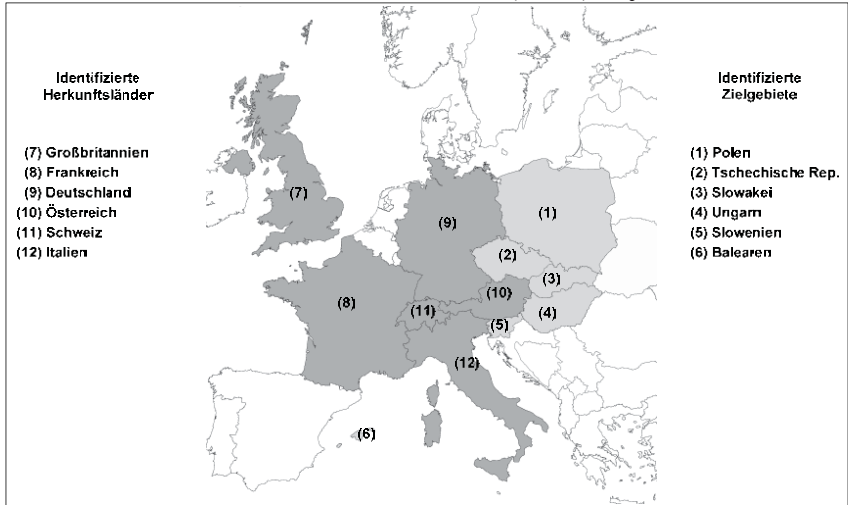 Identifizierte
Herkunftsländer
(7) Großbritannien
(8) Frankreich
(9) Deutschland
(10) Österreich
(11) Schweiz
(12) Italien
(7)
(9)
(1)
(2)
(3)
(10)
(8)
(11)
(4)
(5)
(12)
(6)
Identifizierte
Zielgebiete
(1) Polen
(2) Tschechische Rep.
(3) Slowakei
(4) Ungarn
(5) Slowenien
(6) Balearen